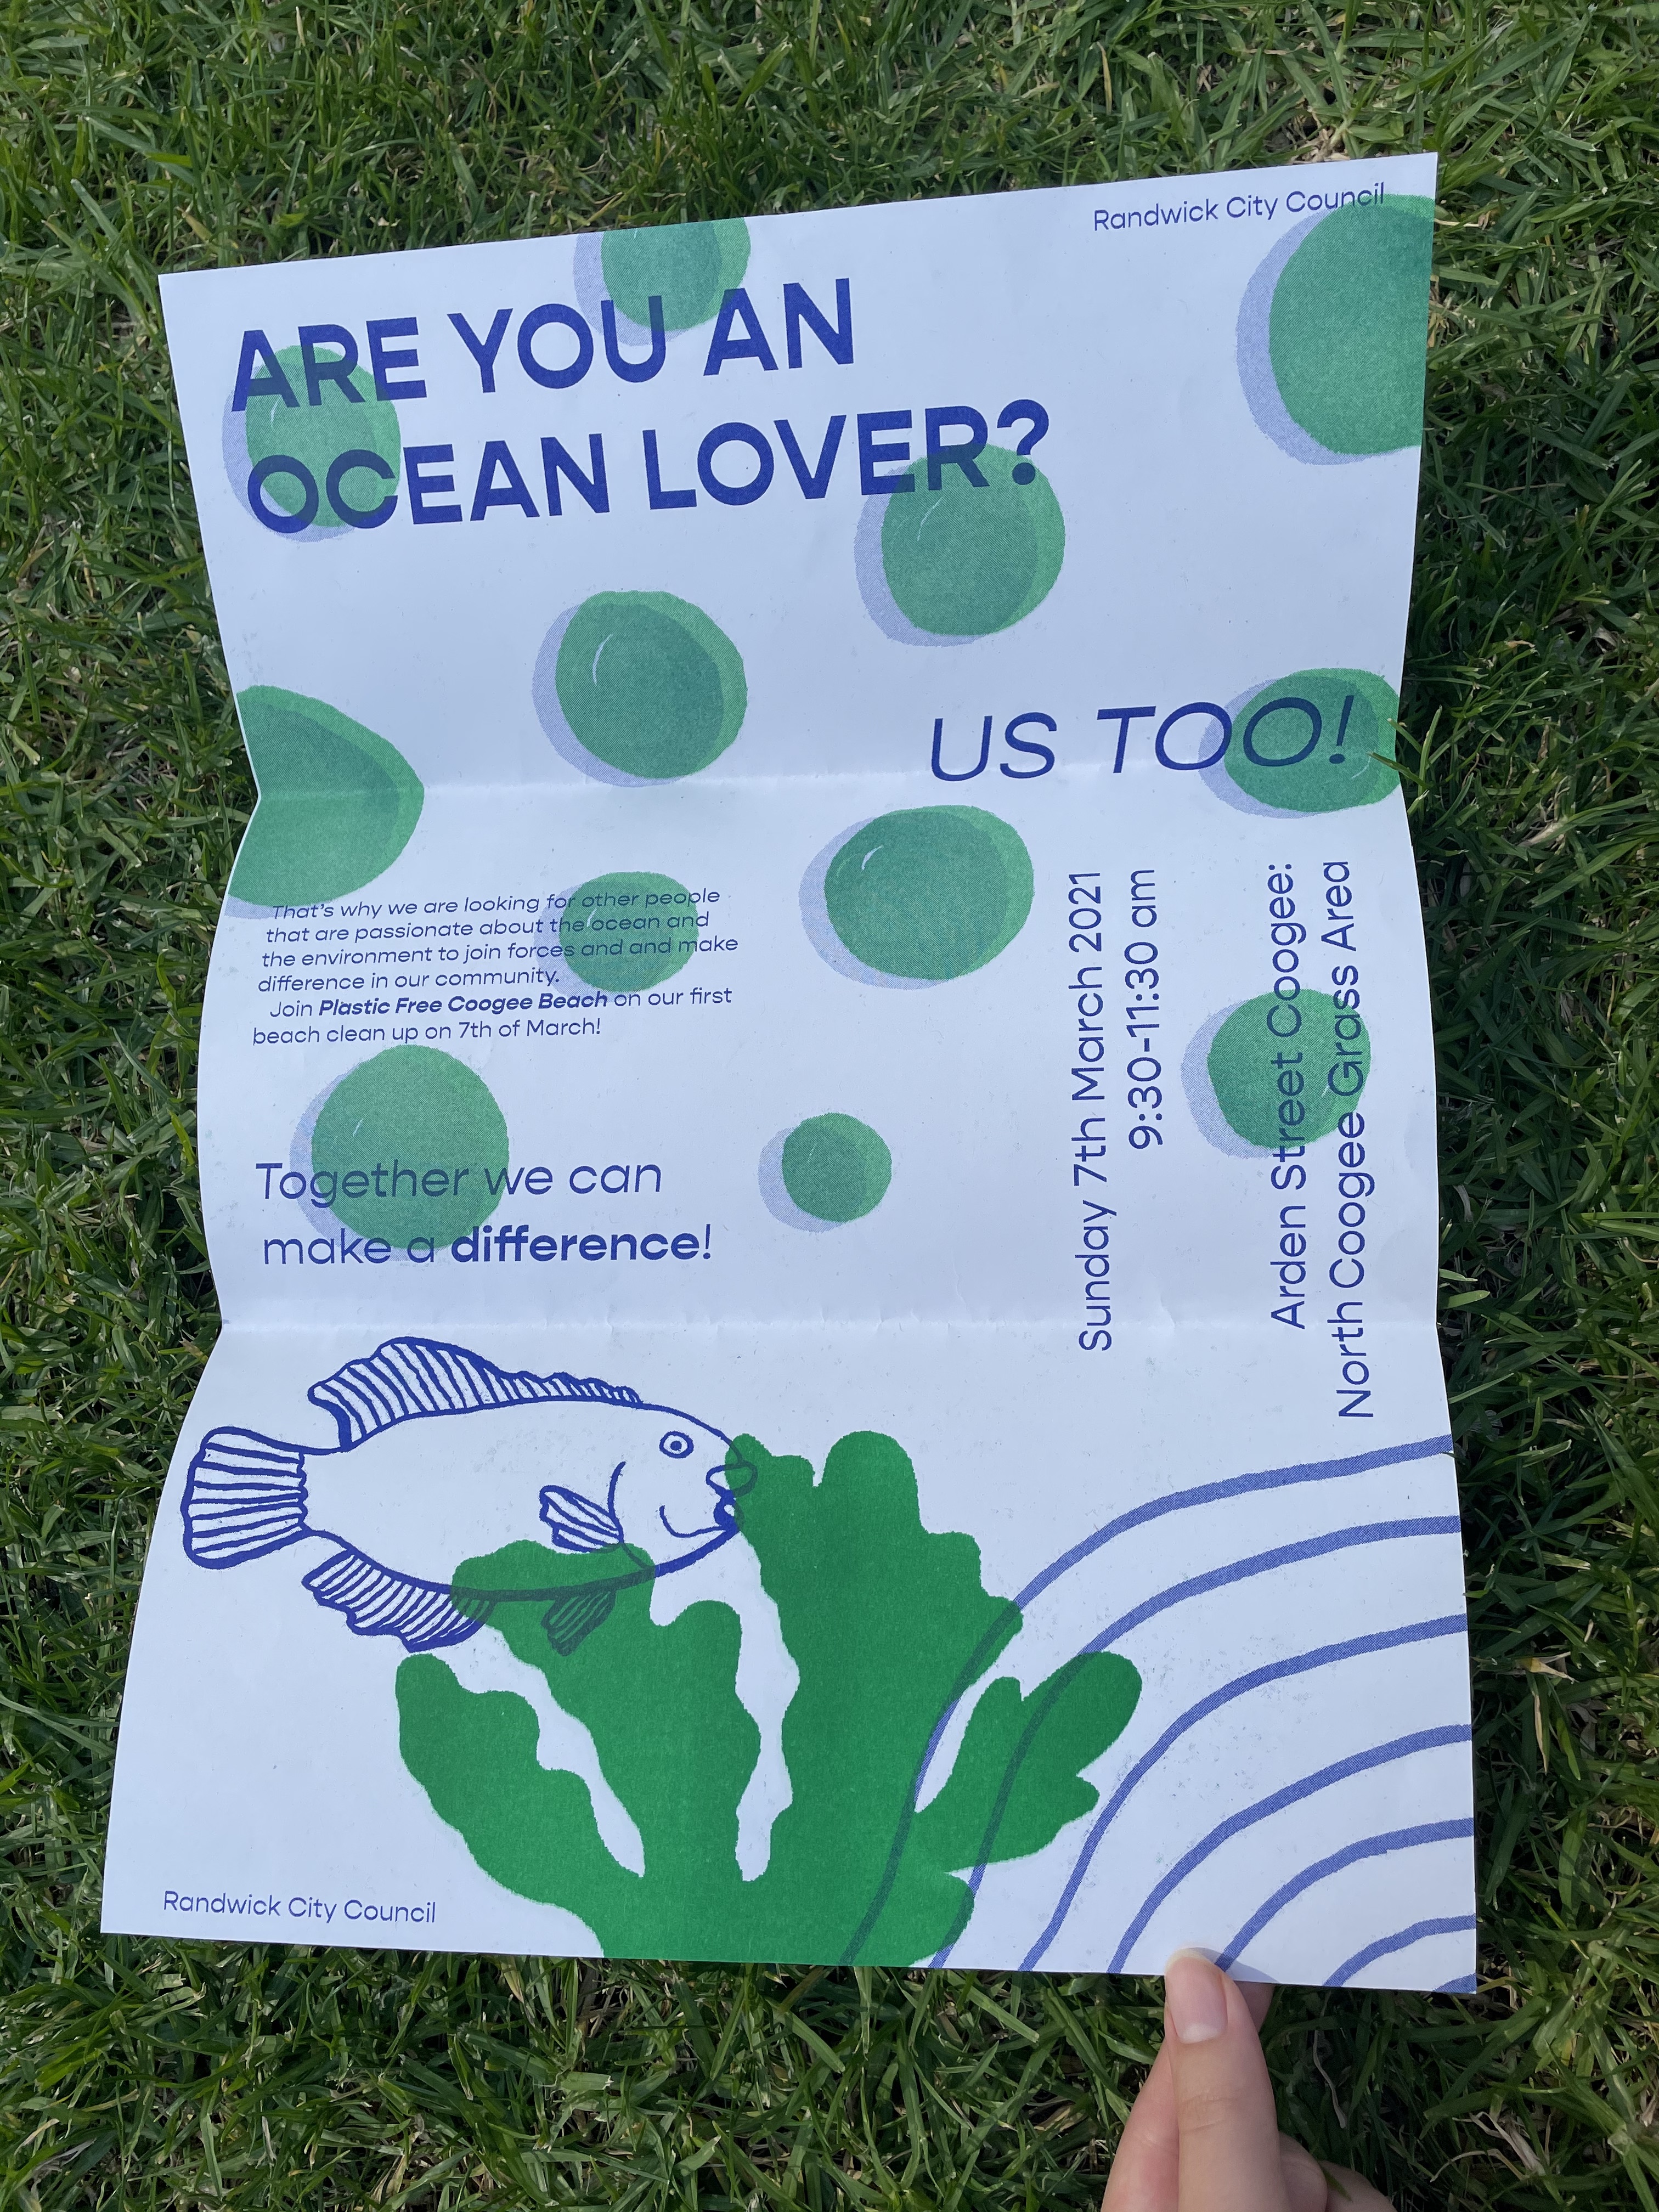 Randwick City Council
ARE YOU AN
OCEAN LOVER?
US TOO!
That's why we are looking for other people
that are passionate about the ocean and
the environment to join forces and and make
difference in our community.
Join Plastic Free Coogee Beach on our first
beach clean up on 7th of March!
Together we can
make a difference!
Sunday 7th March 2021
9:30-11:30 am
Arden Street Coogee:
North Coogee Grass Area
Randwick City Council